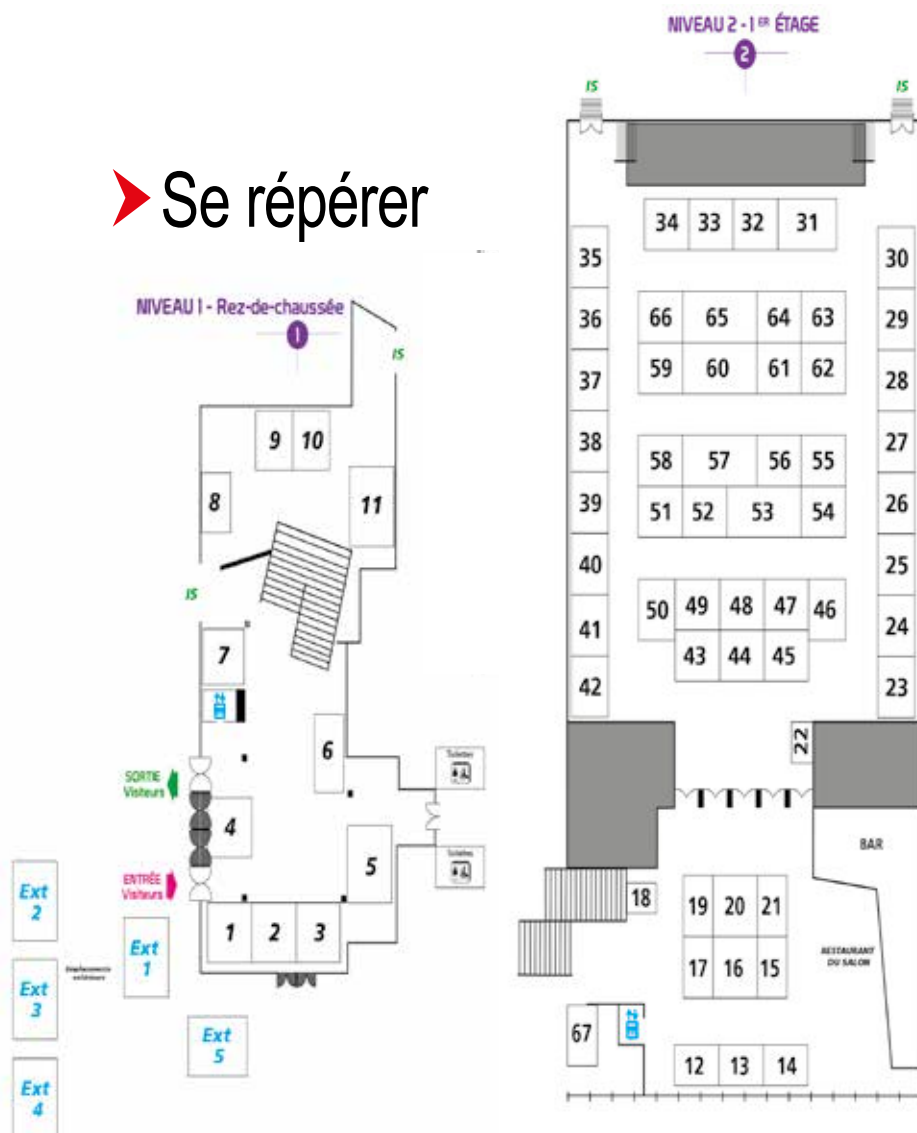 NIVEAU 2 - 1ER ÉTAGE
2
IS IS
Se répérer
34 33 32 31
35 30
NIVEAU 1 - Rez-de-chaussée
1
IS
36 66 65 64 63 29
37 59 60 61 62 28
9 10
38 58 57 56 55 27
8 11
39 51 52 53 54 26
40 25
IS
41 50 49 48 47 46 24
7
43 44 45
42 23
6
22
Toilettes
SORTIE
Visiteurs
4
BAR
5
Toilettes
ENTRÉE
Visiteurs
Ext
2
18 19 20 21
1 2 3
Ext
1
RESTAURANT
DU SALON
Emplacements
extérieurs
17 16 15
Ext
3
Ext
5
67
12 13 14
Ext
4